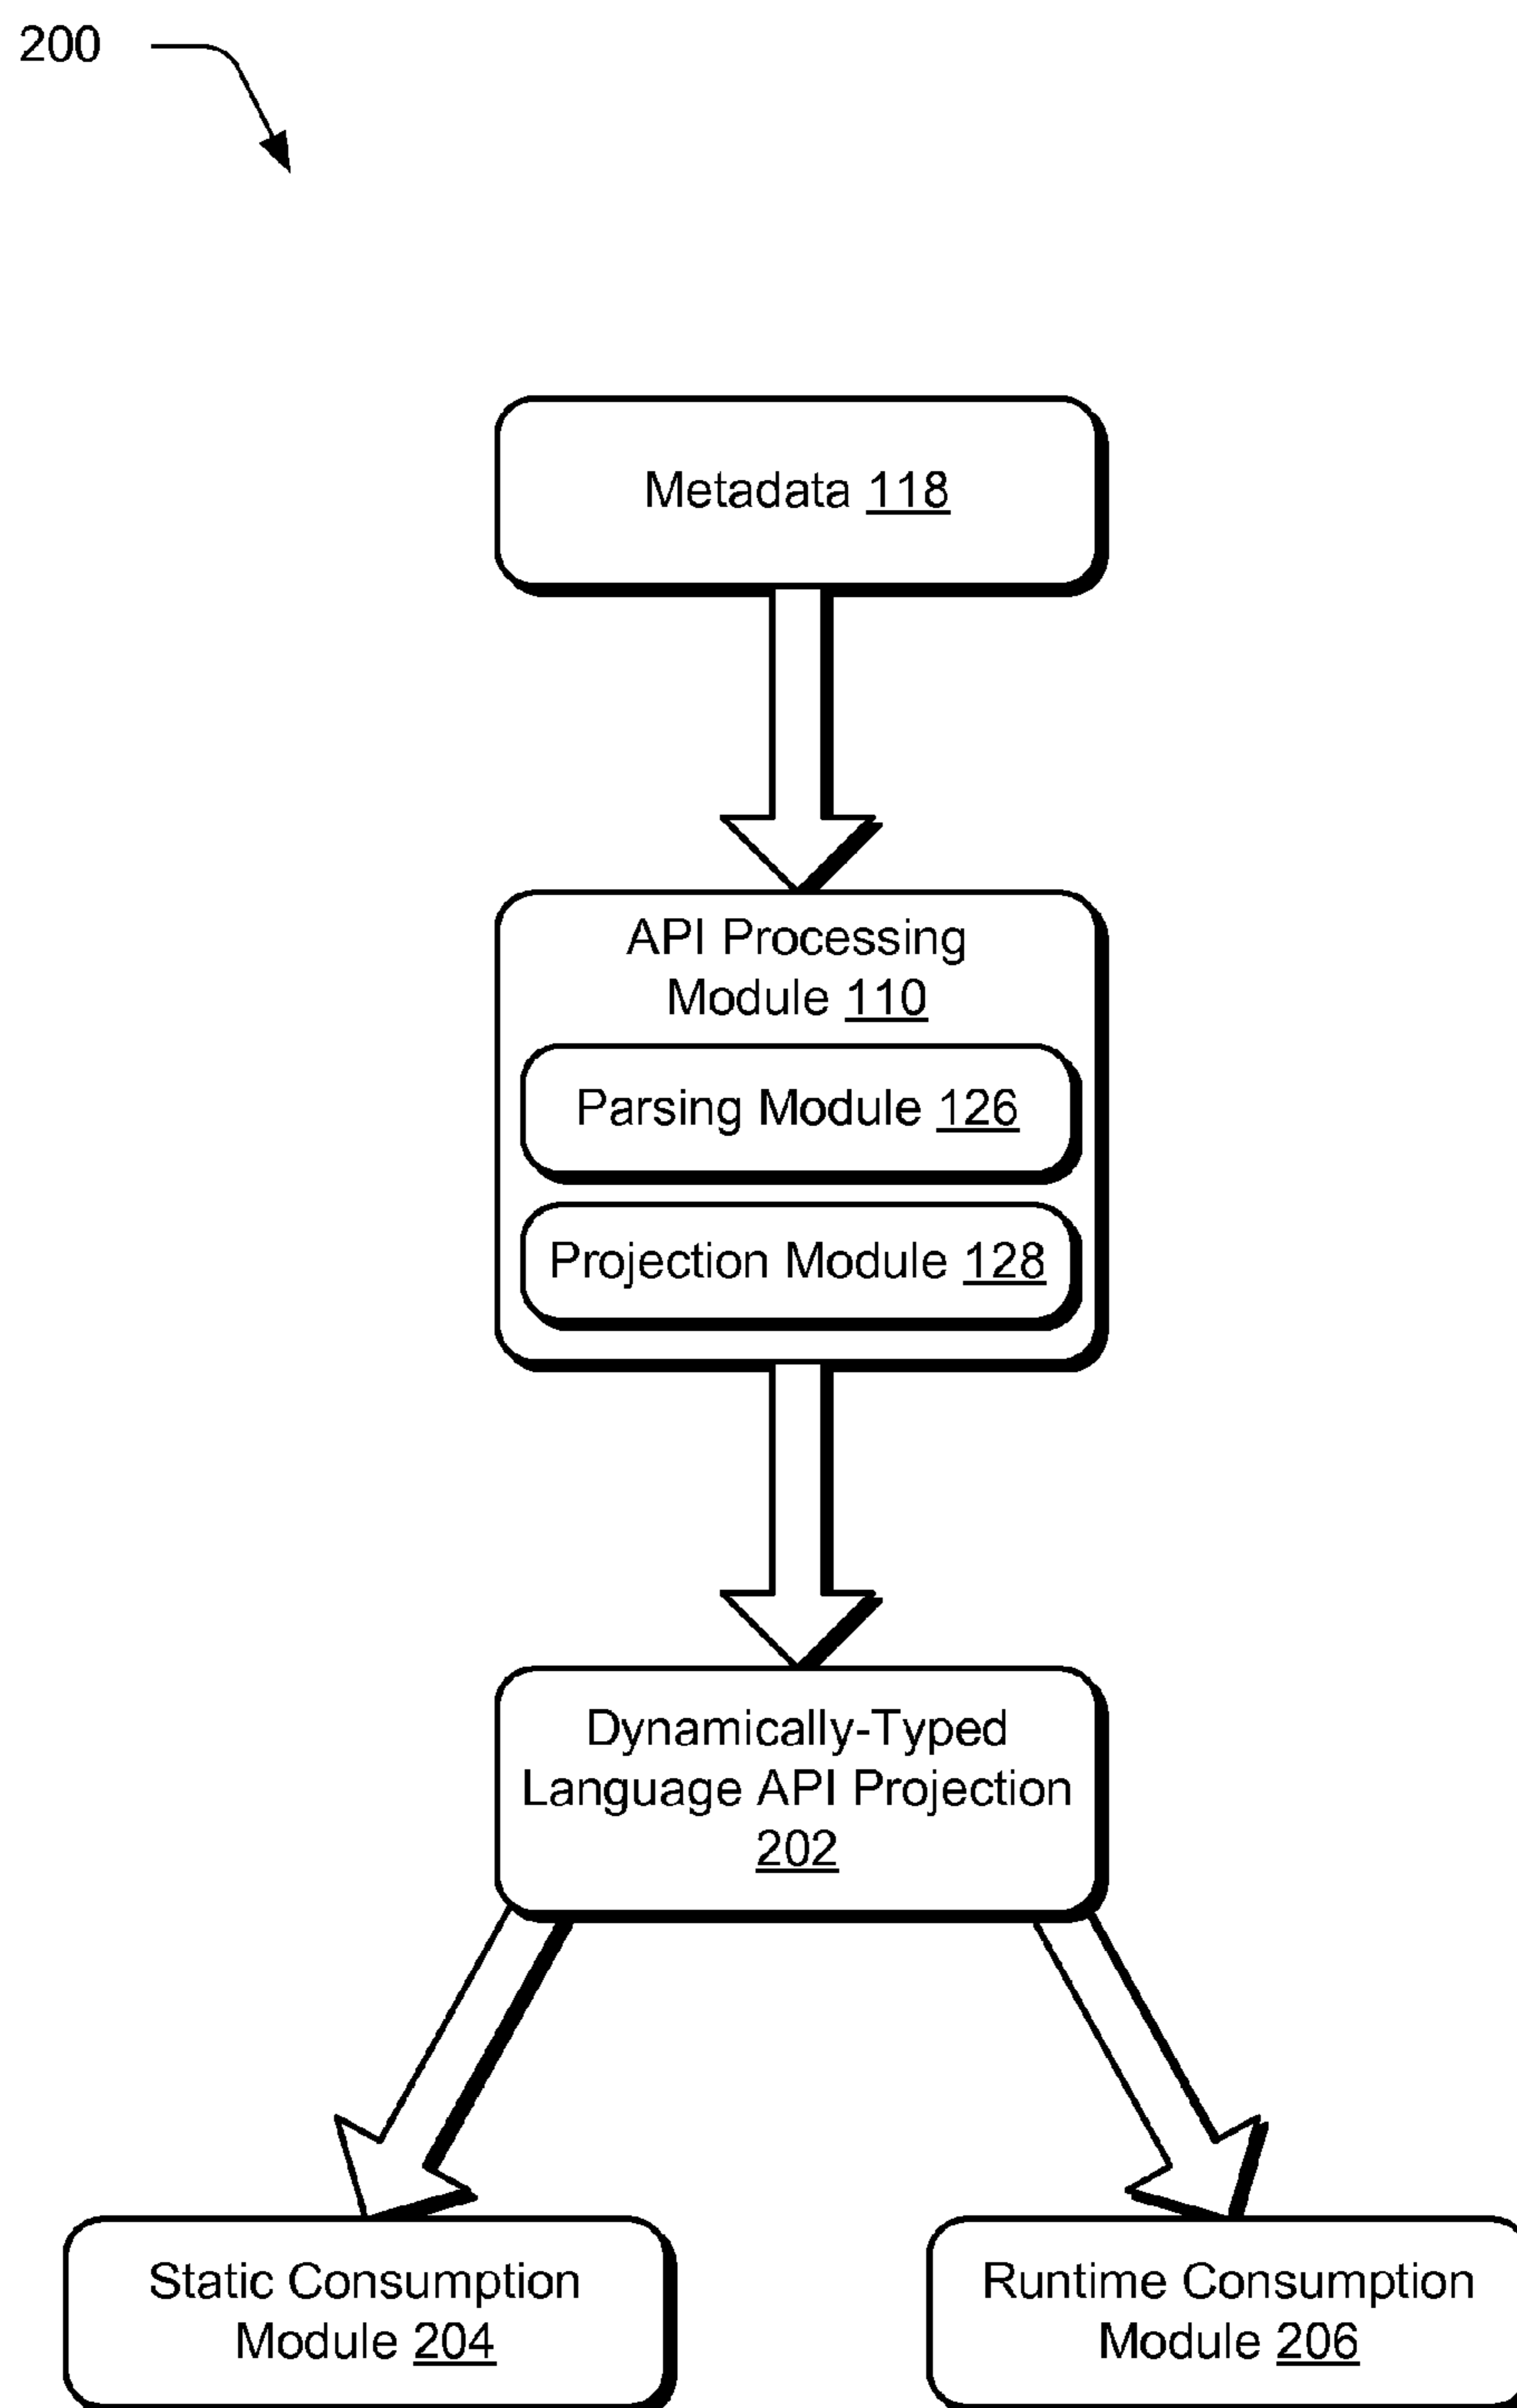 200
Metadata 118
API Processing
Module 110
Parsing Module 126
Projection Module 128
Dynamically-Typed
Language API Projection
202
Static Consumption
Module 204
Runtime Consumption
Module 206